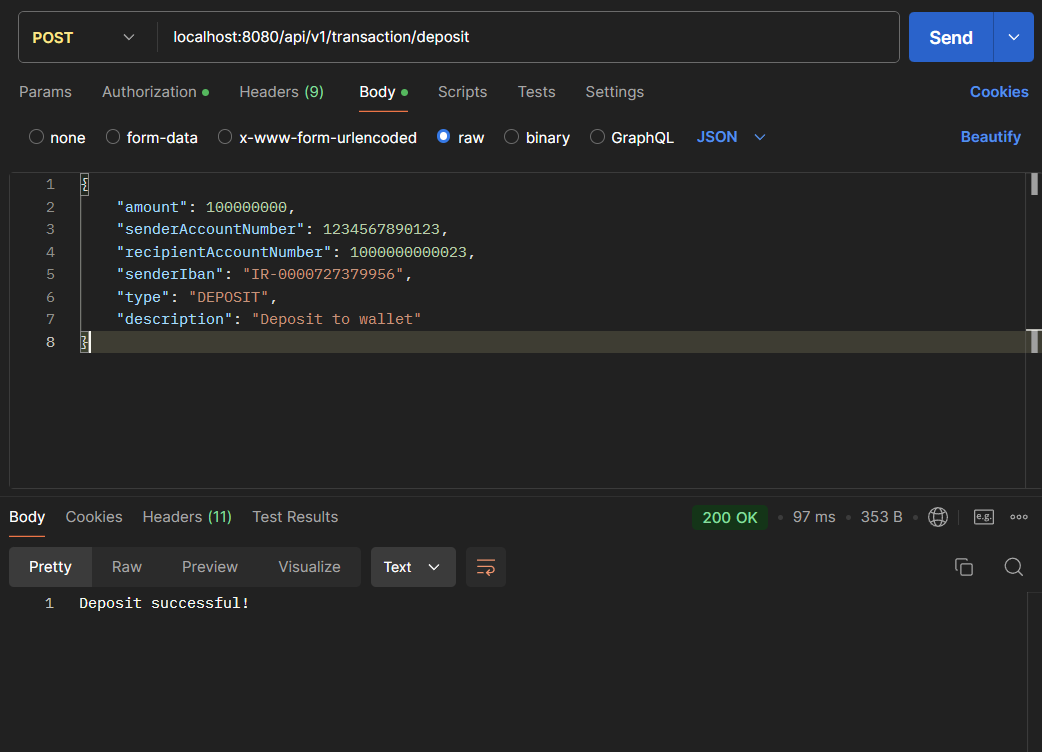 POST localhost:8080/api/v1/transaction/deposit Send
Params Authorization Headers (9) Body Scripts Tests Settings Cookies
none form-data x-www-form-urlencoded raw binary GraphQL JSON Beautify
1 {
2 "amount": 100000000,
3 "senderAccountNumber": 1234567890123,
4 "recipientAccountNumber": 1000000000023,
5 "senderIban": "IR-0000727379956",
6 "type": "DEPOSIT",
7 "description": "Deposit to wallet"
8 }
Body Cookies Headers (11) Test Results 200 OK 97 ms 353 B e.g.
Pretty Raw Preview Visualize Text
1 Deposit successful!